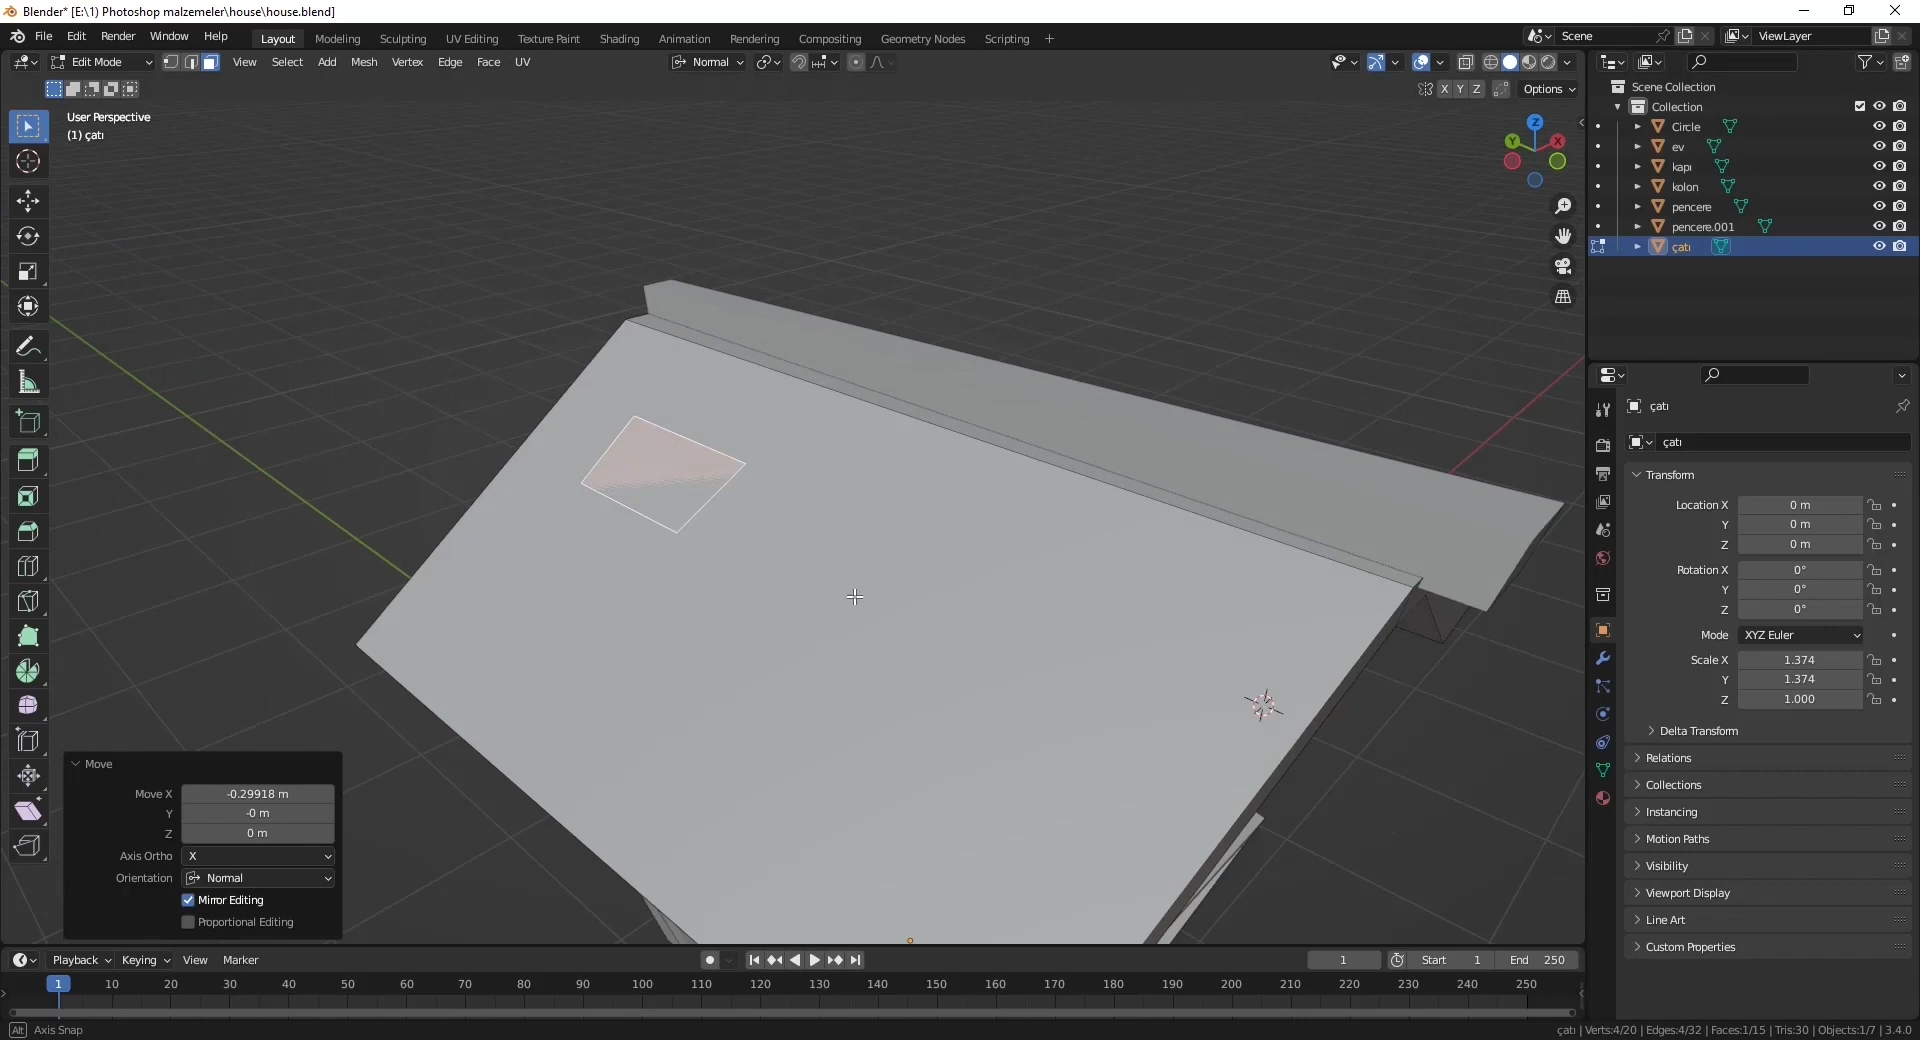 Blender* [E:\1) Photoshop malzemeler\house\house.blend]
File Edit Render Window Help
Layout Modeling Sculpting UV Editing Texture Paint Shading Animation Rendering Compositing Geometry Nodes Scripting +
Scene
ViewLayer
Edit Mode
View Select Add Mesh Vertex Edge Face UV
Normal
X Y Z
Options
User Perspective
(1) çatı
Z
Y
X
Scene Collection
Collection
Circle
ev
kapı
kolon
pencere
pencere.001
çatı
çatı
çatı
Transform
Location X 0 m
Y 0 m
Z 0 m
Rotation X 0°
Y 0°
Z 0°
Mode XYZ Euler
Scale X 1.374
Y 1.374
Z 1.000
Delta Transform
Relations
Collections
Instancing
Motion Paths
Visibility
Viewport Display
Line Art
Custom Properties
Move
Move X -0.29918 m
Y -0 m
Z 0 m
Axis Ortho X
Orientation Normal
Mirror Editing
Proportional Editing
Playback Keying View Marker
1
Start 1
End 250
1 10 20 30 40 50 60 70 80 90 100 110 120 130 140 150 160 170 180 190 200 210 220 230 240 250
Alt Axis Snap
çatı | Verts:4/20 | Edges:4/32 | Faces:1/15 | Tris:30 | Objects:1/7 | 3.4.0